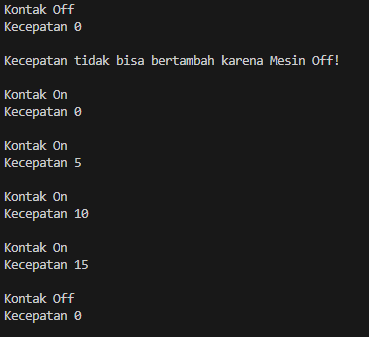 Kontak Off
Kecepatan 0
Kecepatan tidak bisa bertambah karena Mesin Off!
Kontak On
Kecepatan 0
Kontak On
Kecepatan 5
Kontak On
Kecepatan 10
Kontak On
Kecepatan 15
Kontak Off
Kecepatan 0